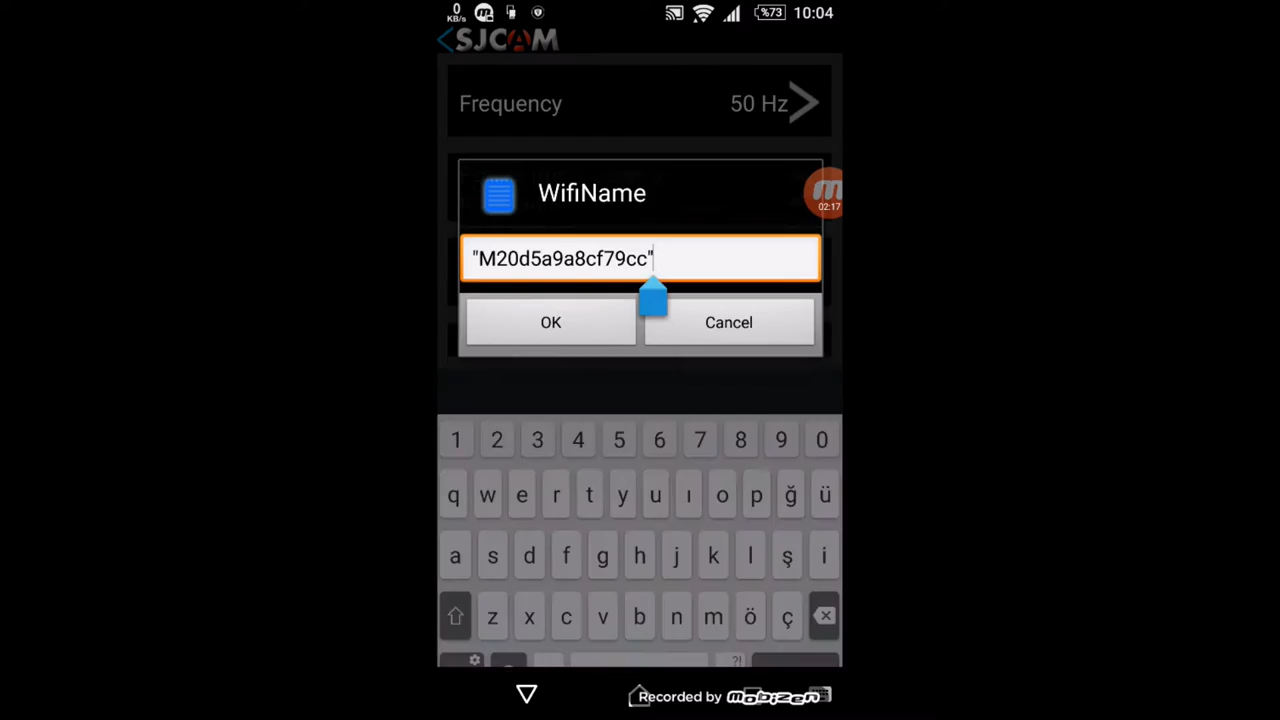 0
KB/s
%73
10:04
SJCAM
Frequency
50 Hz
WifiName
02:17
"M20d5a9a8cf79cc"
OK
Cancel
1 2 3 4 5 6 7 8 9 0
q w e r t y u ı o p ğ ü
a s d f g h j k l ş i
z x c v b n m ö ç
?!
Recorded by mobizen